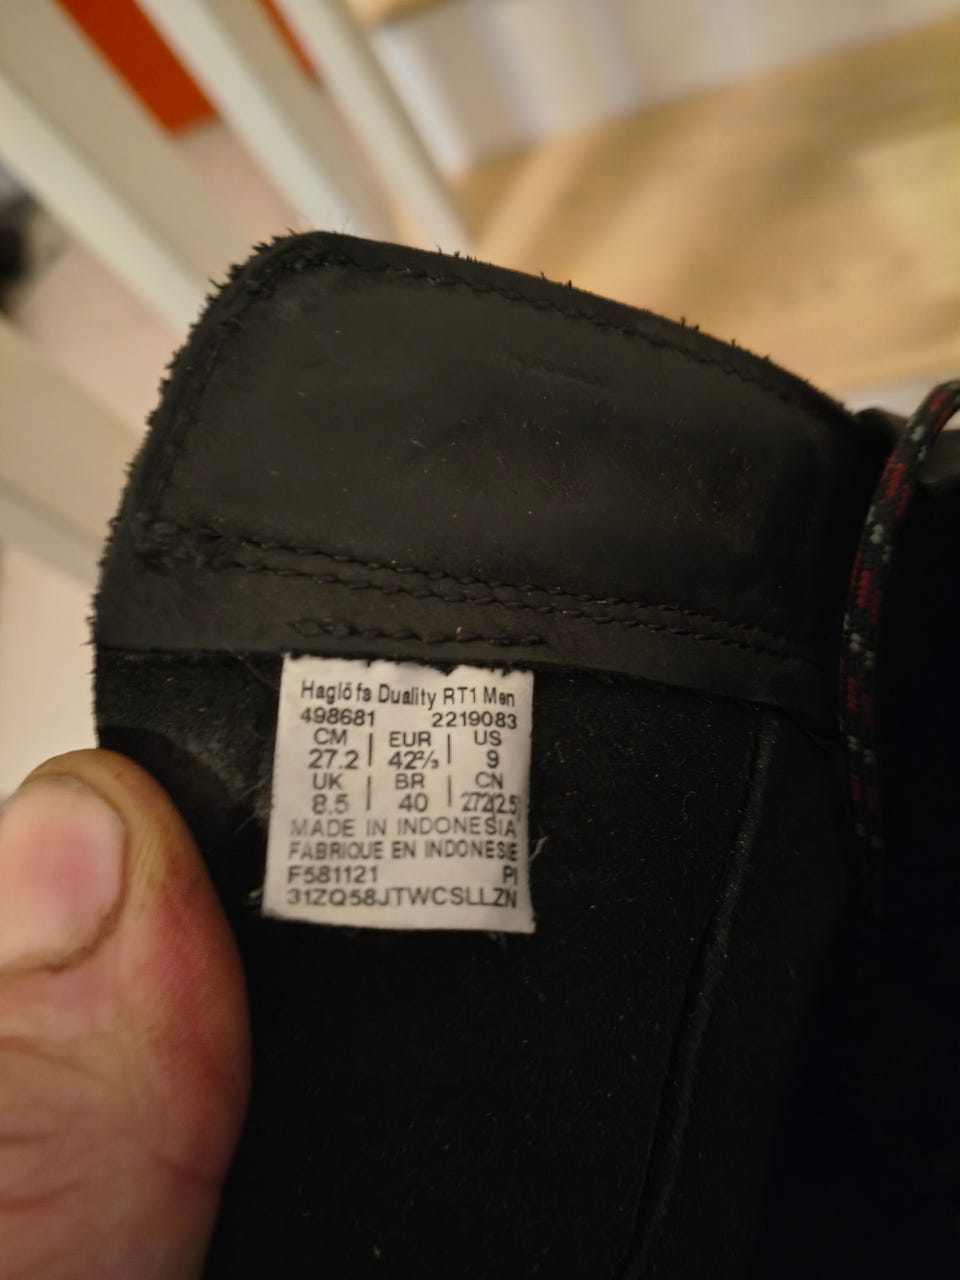 Haglöfs Duality RT1 Men
498681 2219083
CM | EUR | US
27.2 | 42⅔ | 9
UK | BR | CN
8.5 | 40 | 272(2.5)
MADE IN INDONESIA
FABRIQUE EN INDONESIE
F581121 PI
31ZQ58JTWCSLLZN